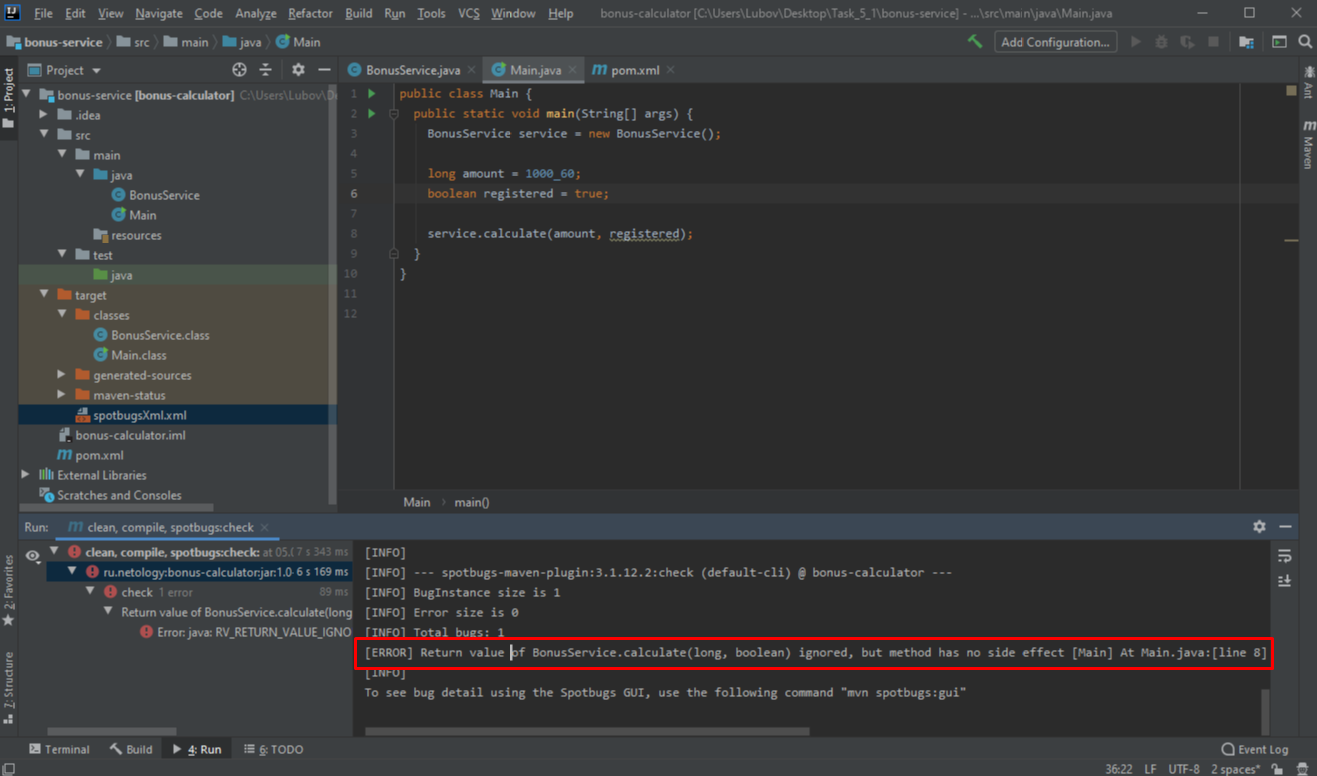 File Edit View Navigate Code Analyze Refactor Build Run Tools VCS Window Help bonus-calculator [C:\Users\Lubov\Desktop\Task_5_1\bonus-service] - ...\src\main\java\Main.java
bonus-service src main java Main Add Configuration...
1: Project
Project
BonusService.java Main.java pom.xml
bonus-service [bonus-calculator] C:\Users\Lubov\De
.idea
src
main
java
BonusService
Main
resources
test
java
target
classes
BonusService.class
Main.class
generated-sources
maven-status
spotbugsXml.xml
bonus-calculator.iml
pom.xml
External Libraries
Scratches and Consoles
1 public class Main {
2 public static void main(String[] args) {
3 BonusService service = new BonusService();
4
5 long amount = 1000_60;
6 boolean registered = true;
7
8 service.calculate(amount, registered);
9 }
10 }
11
12
Main main()
Ant
Maven
Run: clean, compile, spotbugs:check
clean, compile, spotbugs:check: at 05.( 7 s 343 ms
ru.netology:bonus-calculator:jar:1.0- 6 s 169 ms
check 1 error 89 ms
Return value of BonusService.calculate(long
Error: java: RV_RETURN_VALUE_IGNO
[INFO]
[INFO] --- spotbugs-maven-plugin:3.1.12.2:check (default-cli) @ bonus-calculator ---
[INFO] BugInstance size is 1
[INFO] Error size is 0
[INFO] Total bugs: 1
[ERROR] Return value of BonusService.calculate(long, boolean) ignored, but method has no side effect [Main] At Main.java:[line 8]
[INFO]
To see bug detail using the Spotbugs GUI, use the following command "mvn spotbugs:gui"
2: Favorites
7: Structure
Terminal Build 4: Run 6: TODO Event Log
36:22 LF UTF-8 2 spaces*